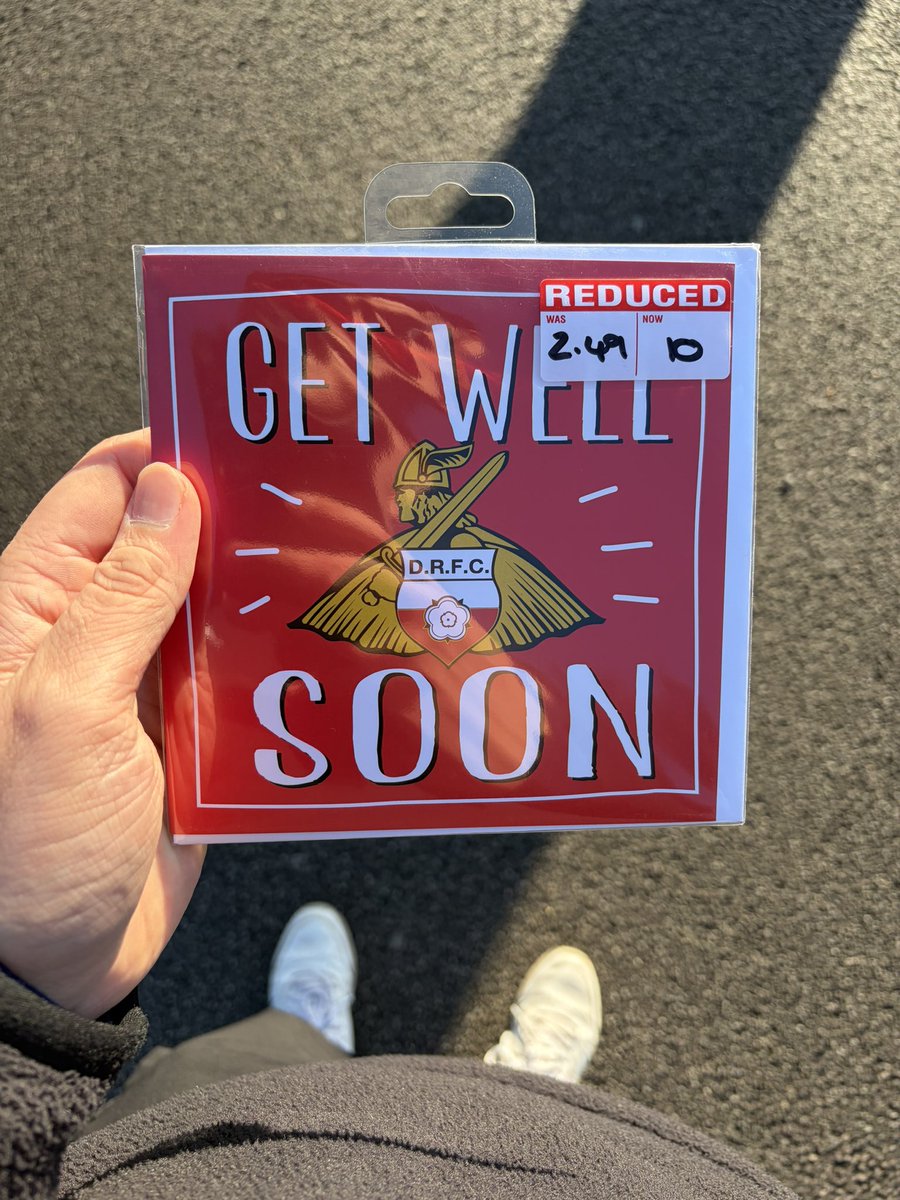 REDUCED
WAS NOW
2.49 10
GET WELL
D.R.F.C.
SOON